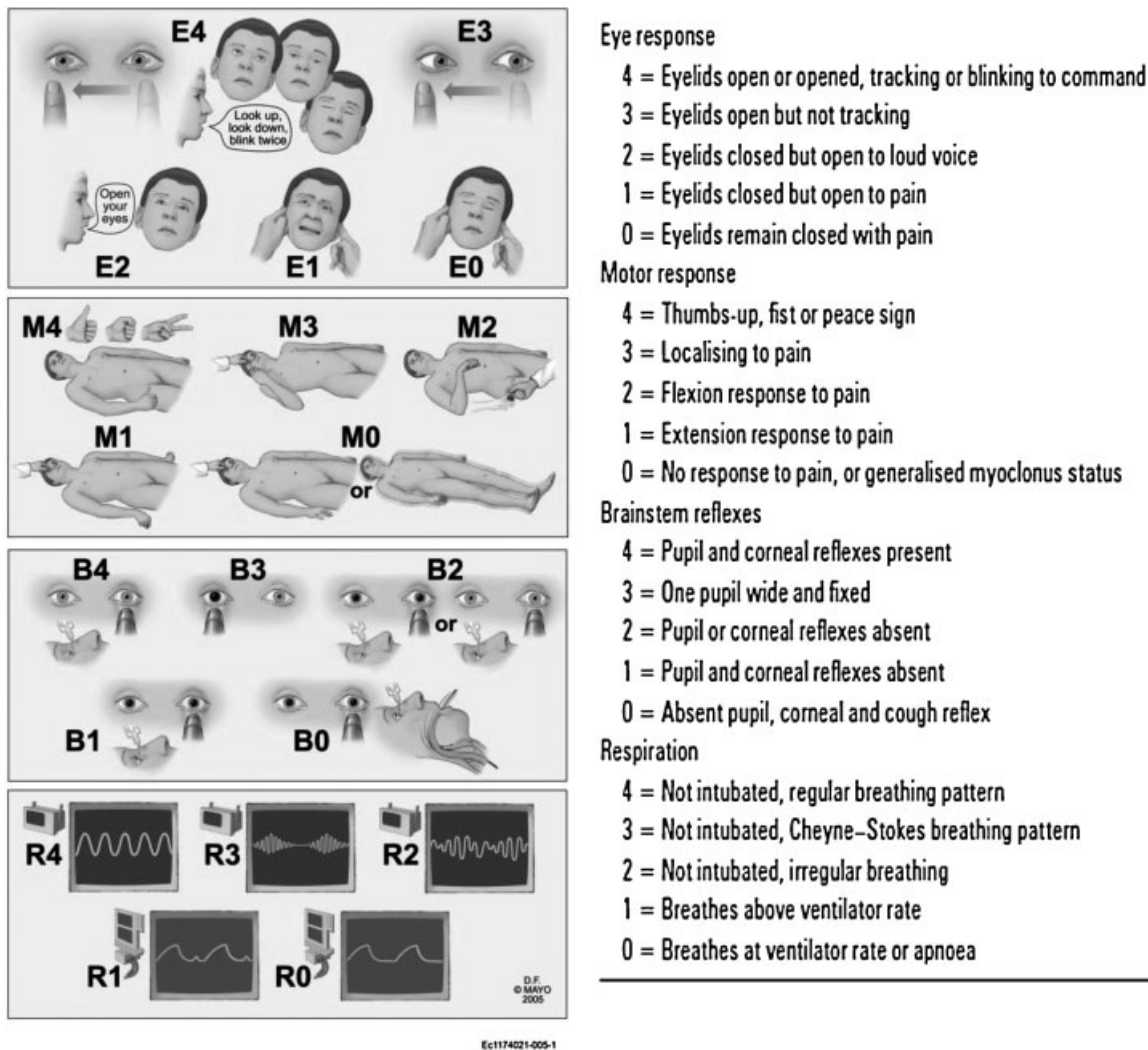 E4
E3
Look up,
look down,
blink twice
Open
your
eyes
E2
E1
E0
M4
M3
M2
M1
M0
or
B4
B3
B2
or
B1
B0
R4
R3
R2
R1
R0
D.F.
© MAYO
2005
Ec1174021-005-1
Eye response
4 = Eyelids open or opened, tracking or blinking to command
3 = Eyelids open but not tracking
2 = Eyelids closed but open to loud voice
1 = Eyelids closed but open to pain
0 = Eyelids remain closed with pain
Motor response
4 = Thumbs-up, fist or peace sign
3 = Localising to pain
2 = Flexion response to pain
1 = Extension response to pain
0 = No response to pain, or generalised myoclonus status
Brainstem reflexes
4 = Pupil and corneal reflexes present
3 = One pupil wide and fixed
2 = Pupil or corneal reflexes absent
1 = Pupil and corneal reflexes absent
0 = Absent pupil, corneal and cough reflex
Respiration
4 = Not intubated, regular breathing pattern
3 = Not intubated, Cheyne–Stokes breathing pattern
2 = Not intubated, irregular breathing
1 = Breathes above ventilator rate
0 = Breathes at ventilator rate or apnoea